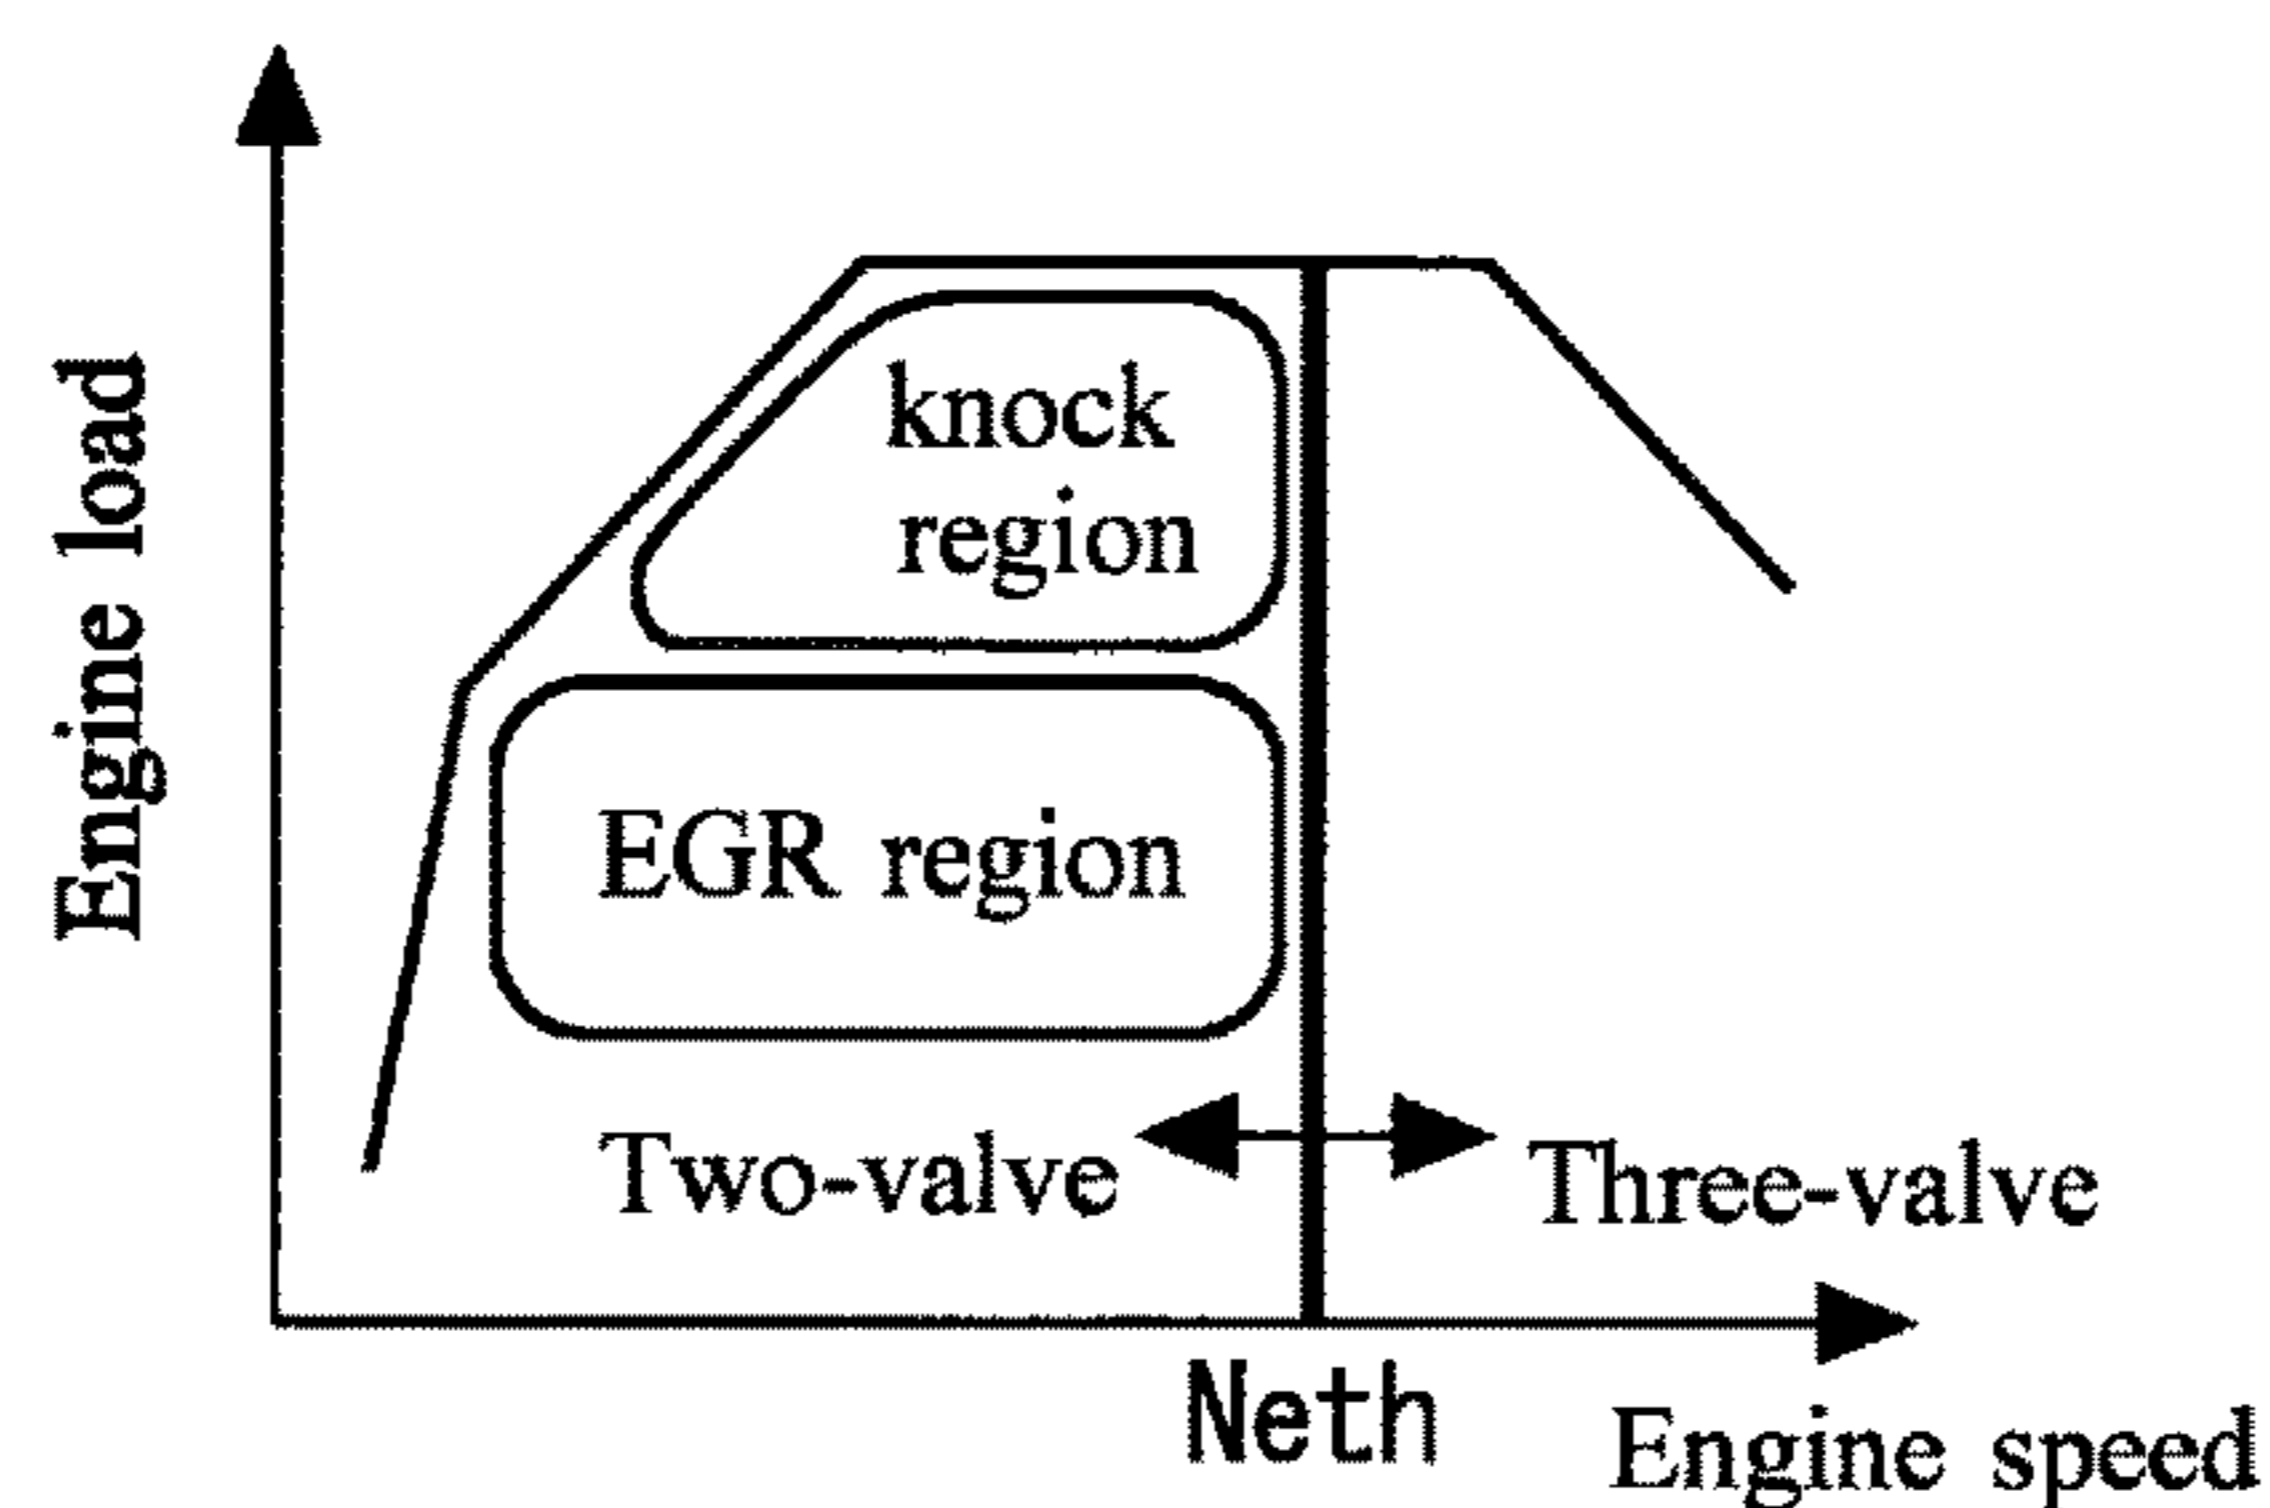 Engine load
knock
region
EGR region
Two-valve
Three-valve
Neth
Engine speed